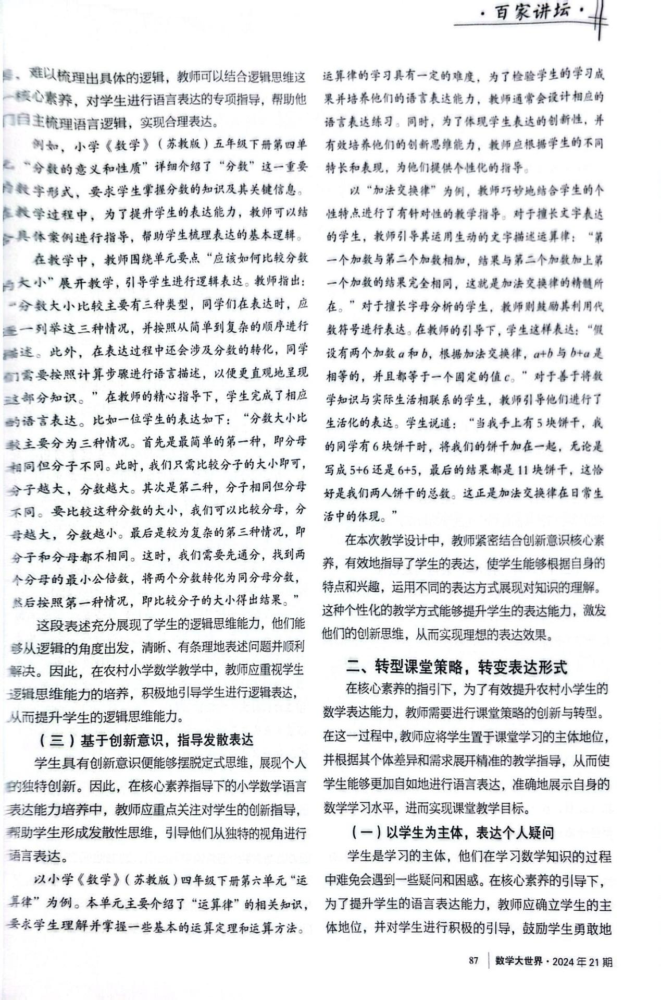 ·百家讲坛·
、难以梳理出具体的逻辑，教师可以结合逻辑思维这
一核心素养，对学生进行语言表达的专项指导，帮助他
们自主梳理语言逻辑，实现合理表达。
例如，小学《数学》（苏教版）五年级下册第四单
元“分数的意义和性质”详细介绍了“分数”这一重要
的数字形式，要求学生掌握分数的知识及其关键信息。
在教学过程中，为了提升学生的表达能力，教师可以结
合具体案例进行指导，帮助学生梳理表达的基本逻辑。
在教学中，教师围绕单元要点“应该如何比较分数
的大小”展开教学，引导学生进行逻辑表达。教师指出：
“分数大小比较主要有三种类型，同学们在表达时，应
逐一列举这三种情况，并按照从简单到复杂的顺序进行
描述。此外，在表达过程中还会涉及分数的转化，同学
们需要按照计算步骤进行语言描述，以便更直观地呈现
这部分知识。”在教师的精心指导下，学生完成了相应
的语言表达。比如一位学生的表达如下：“分数大小比
较主要分为三种情况。首先是最简单的第一种，即分母
相同但分子不同。此时，我们只需比较分子的大小即可，
分子越大，分数越大。其次是第二种，分子相同但分母
不同。要比较这种分数的大小，我们可以比较分母，分
母越大，分数越小。最后是较为复杂的第三种情况，即
分子和分母都不相同。这时，我们需要先通分，找到两
个分母的最小公倍数，将两个分数转化为同分母分数，
然后按照第一种情况，即比较分子的大小得出结果。”
这段表述充分展现了学生的逻辑思维能力，他们能
够从逻辑的角度出发，清晰、有条理地表述问题并顺利
解决。因此，在农村小学数学教学中，教师应重视学生
逻辑思维能力的培养，积极地引导学生进行逻辑表达，
从而提升学生的逻辑思维能力。
（三）基于创新意识，指导发散表达
学生具有创新意识便能够摆脱定式思维，展现个人
的独特创新。因此，在核心素养指导下的小学数学语言
表达能力培养中，教师应重点关注对学生的创新指导，
帮助学生形成发散性思维，引导他们从独特的视角进行
语言表达。
以小学《数学》（苏教版）四年级下册第六单元“运
算律”为例。本单元主要介绍了“运算律”的相关知识，
要求学生理解并掌握一些基本的运算定理和运算方法。
运算律的学习具有一定的难度，为了检验学生的学习成
果并培养他们的语言表达能力，教师通常会设计相应的
语言表达练习。同时，为了体现学生表达的创新性，并
有效培养他们的创新思维能力，教师应根据学生的不同
特长和表现，为他们提供个性化的指导。
以“加法交换律”为例，教师巧妙地结合学生的个
性特点进行了有针对性的教学指导。对于擅长文字表达
的学生，教师引导其运用生动的文字描述运算律：“第
一个加数与第二个加数相加，结果与第二个加数加上第
一个加数的结果完全相同，这就是加法交换律的精髓所
在。”对于擅长字母分析的学生，教师则鼓励其利用代
数符号进行表达。在教师的引导下，学生这样表达：“假
设有两个加数a和b，根据加法交换律，a+b与b+a是
相等的，并且都等于一个固定的值c。”对于善于将数
学知识与实际生活相联系的学生，教师引导他们进行了
生活化的表达。学生说道：“当我手上有5块饼干，我
的同学有6块饼干时，将我们的饼干加在一起，无论是
写成5+6还是6+5，最后的结果都是11块饼干，这恰
好是我们两人饼干的总数。这正是加法交换律在日常生
活中的体现。”
在本次教学设计中，教师紧密结合创新意识核心素
养，有效地指导了学生的表达，使学生能够根据自身的
特点和兴趣，运用不同的表达方式展现对知识的理解。
这种个性化的教学方式能够提升学生的表达能力，激发
他们的创新思维，从而实现理想的表达效果。
二、转型课堂策略，转变表达形式
在核心素养的指引下，为了有效提升农村小学生的
数学表达能力，教师需要进行课堂策略的创新与转型。
在这一过程中，教师应将学生置于课堂学习的主体地位，
并根据其个体差异和需求展开精准的教学指导，从而使
学生能够更加自如地进行语言表达，准确地展示自身的
数学学习水平，进而实现课堂教学目标。
（一）以学生为主体，表达个人疑问
学生是学习的主体，他们在学习数学知识的过程
中难免会遇到一些疑问和困惑。在核心素养的引导下，
为了提升学生的语言表达能力，教师应确立学生的主
体地位，并对学生进行积极的引导，鼓励学生勇敢地
87 数学大世界·2024年21期